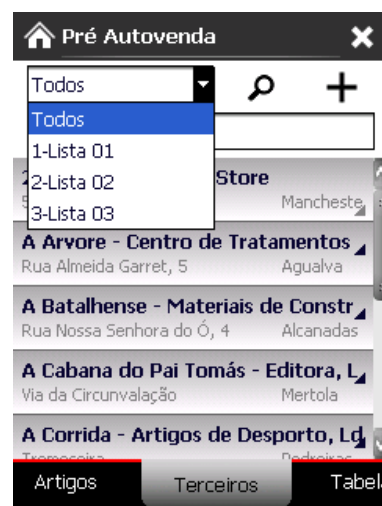 Pré Autovenda
Todos
Todos
1-Lista 01
2-Lista 02
3-Lista 03
Store
Mancheste
A Arvore - Centro de Tratamentos
Rua Almeida Garret, 5 Agualva
A Batalhense - Materiais de Constr
Rua Nossa Senhora do Ó, 4 Alcanadas
A Cabana do Pai Tomás - Editora, L
Via da Circunvalação Mertola
A Corrida - Artigos de Desporto, Ld
Artigos Terceiros Tabel